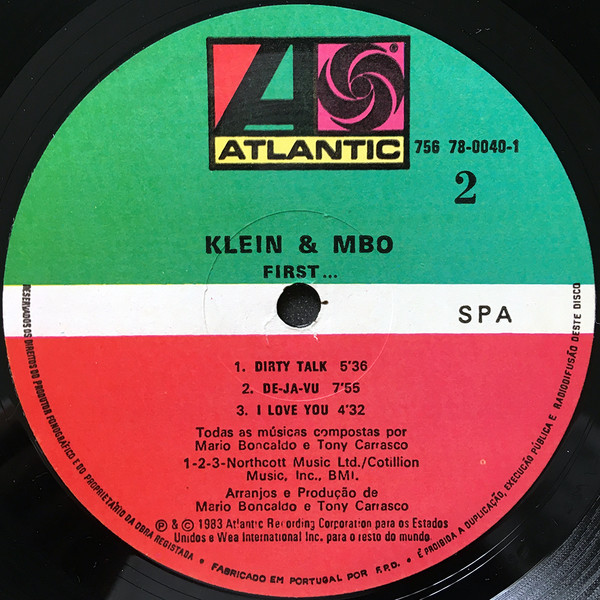 ATLANTIC
®
756 78-0040-1
2
KLEIN & MBO
FIRST...
SPA
1. DIRTY TALK 5'36
2. DE-JA-VU 7'55
3. I LOVE YOU 4'32
Todas as músicas compostas por
Mario Boncaldo e Tony Carrasco
1-2-3-Northcott Music Ltd./Cotillion
Music, Inc., BMI.
Arranjos e Produção de
Mario Boncaldo e Tony Carrasco
℗ & © 1983 Atlantic Recording Corporation para os Estados
Unidos e Wea International Inc. para o resto do mundo.
RESERVADOS OS DIREITOS DO PRODUTOR FONOGRÁFICO E DO PROPRIETÁRIO DA OBRA REGISTADA • FABRICADO EM PORTUGAL POR F.P.D. • É PROIBIDA A DUPLICAÇÃO, EXECUÇÃO PÚBLICA E RADIODIFUSÃO DESTE DISCO